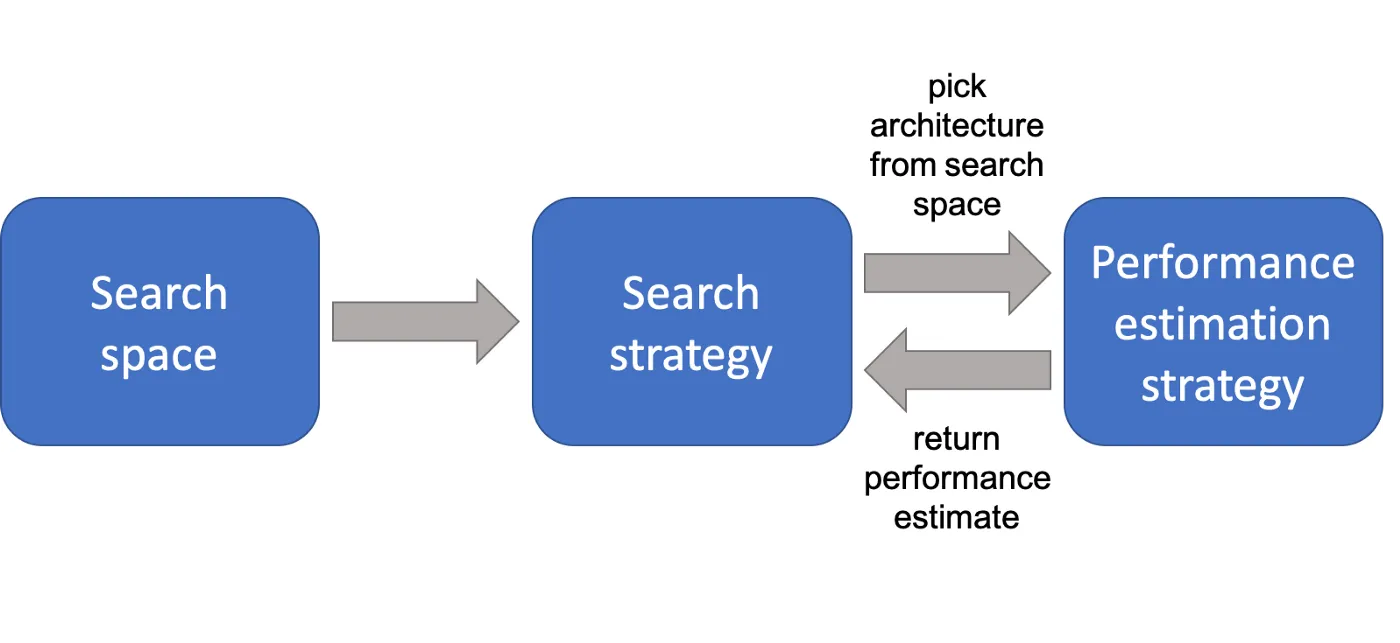 Search
space
Search
strategy
pick
architecture
from search
space
return
performance
estimate
Performance
estimation
strategy